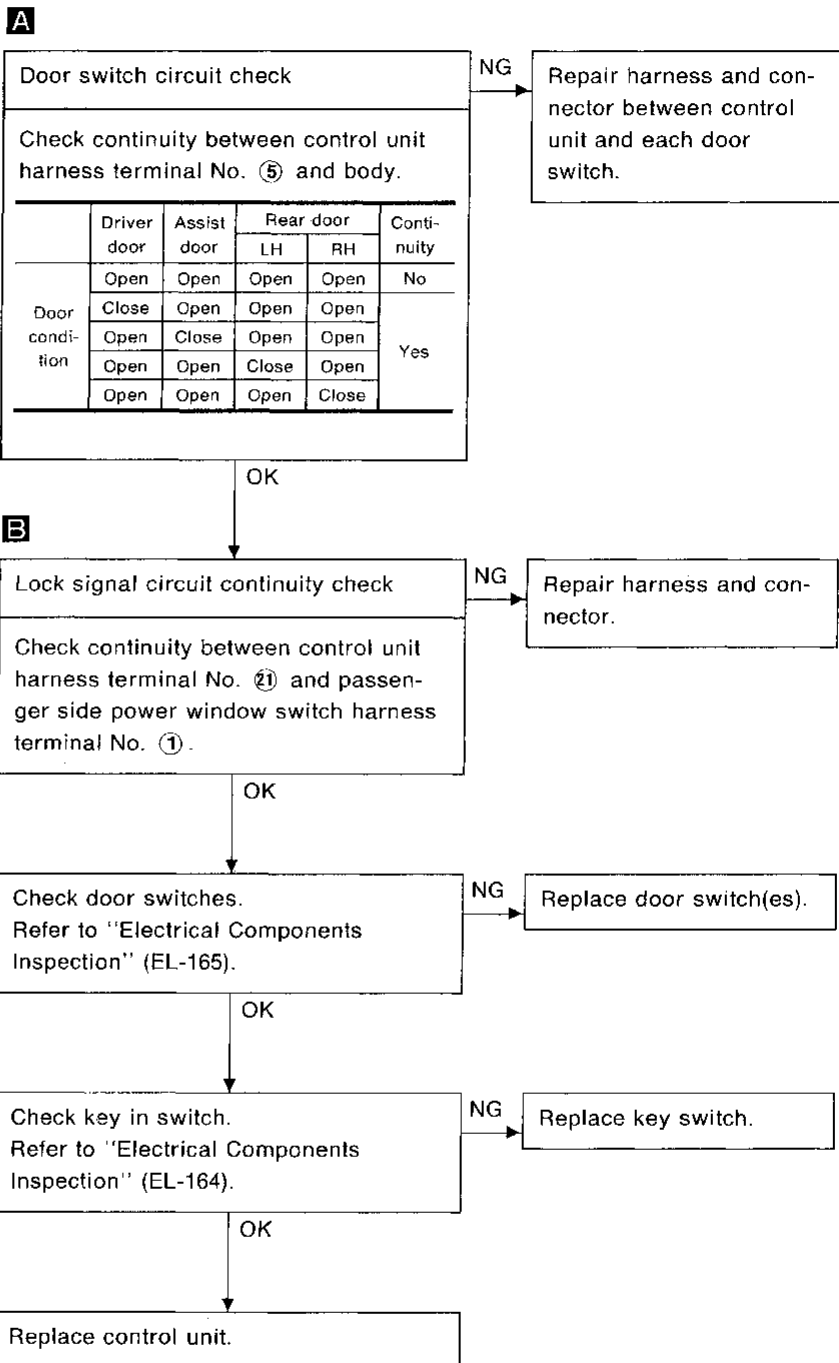 A
Door switch circuit check
NG
Repair harness and con-
nector between control
unit and each door
switch.
Check continuity between control unit
harness terminal No. ⑤ and body.
Driver door Assist door Rear door Conti-nuity
LH RH
Door condi-tion
Open Open Open Open No
Close Open Open Open Yes
Open Close Open Open
Open Open Close Open
Open Open Open Close
OK
B
Lock signal circuit continuity check
NG
Repair harness and con-
nector.
Check continuity between control unit
harness terminal No. ㉑ and passen-
ger side power window switch harness
terminal No. ①.
OK
Check door switches.
Refer to "Electrical Components
Inspection" (EL-165).
NG
Replace door switch(es).
OK
Check key in switch.
Refer to "Electrical Components
Inspection" (EL-164).
NG
Replace key switch.
OK
Replace control unit.